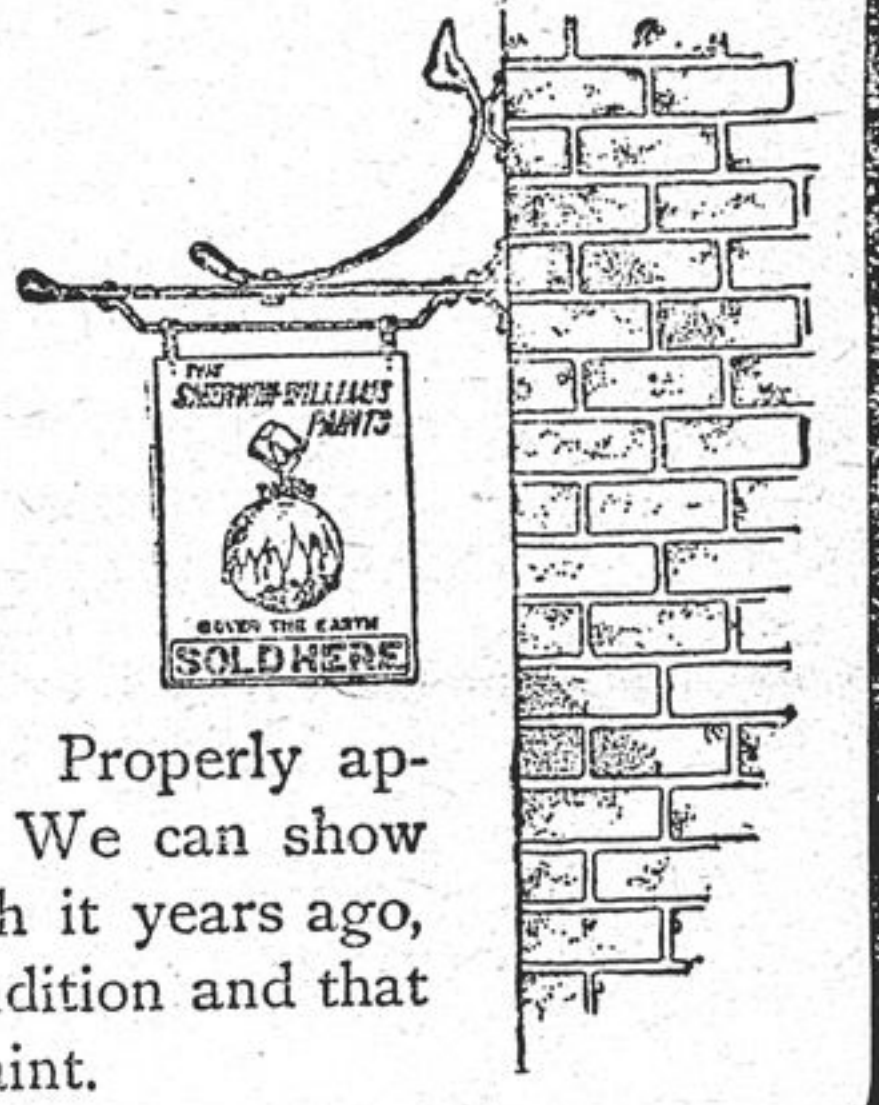 THE
SHERWIN-WILLIAMS
PAINTS
COVER THE EARTH
SOLD HERE
Properly ap-
We can show
h it years ago,
dition and that
aint.